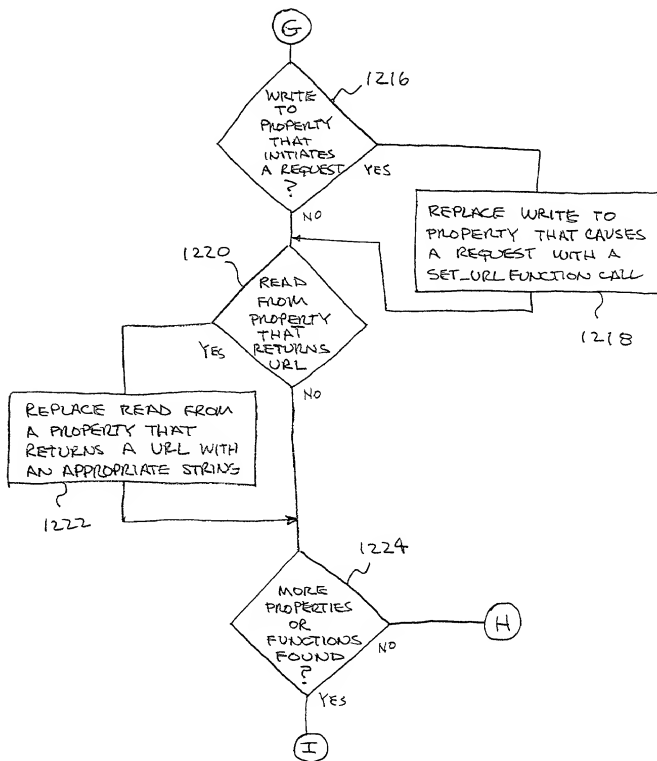 G
1216
WRITE
TO
PROPERTY
THAT
INITIATES
A REQUEST
?
YES
NO
REPLACE WRITE TO
PROPERTY THAT CAUSES
A REQUEST WITH A
SET_URL FUNCTION CALL
1218
1220
READ
FROM
PROPERTY
THAT
RETURNS
URL
YES
NO
REPLACE READ FROM
A PROPERTY THAT
RETURNS A URL WITH
AN APPROPRIATE STRING
1222
1224
MORE
PROPERTIES
OR
FUNCTIONS
FOUND
?
NO
H
YES
I